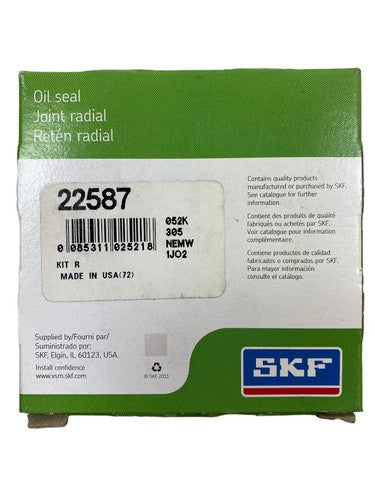 Oil seal
Joint radial
Retén radial
22587
0 085311 025218
KIT R
MADE IN USA(72)
052K
305
NEMW
1J02
Contains quality products
manufactured or purchased by SKF.
See catalogue for further
information.
Contient des produits de qualité
fabriqués ou achetés par SKF.
Voir catalogue pour information
complémentaire.
Contiene productos de calidad
fabricados o comprados por SKF.
Para mayor información
consulte el catálogo.
Supplied by/Fourni par/
Suministrado por:
SKF, Elgin, IL 60123, USA.
Install confidence
www.vsm.skf.com
© SKF 2011
SKF